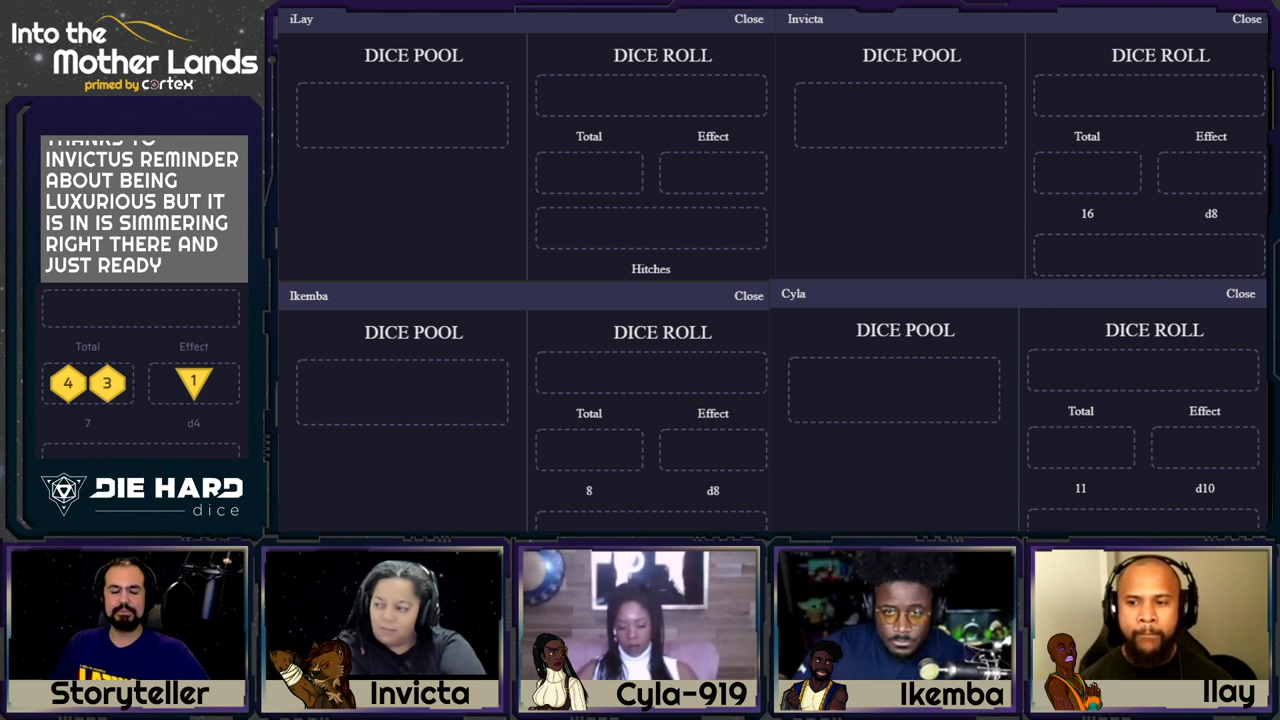 Into the
Mother Lands
primed by cortex
THANKS TO
INVICTUS REMINDER
ABOUT BEING
LUXURIOUS BUT IT
IS IN IS SIMMERING
RIGHT THERE AND
JUST READY
Total Effect
4 3 1
7 d4
DIE HARD
dice
iLay Close
DICE POOL DICE ROLL
Total Effect
Hitches
Invicta Close
DICE POOL DICE ROLL
Total Effect
16 d8
Ikemba Close
DICE POOL DICE ROLL
Total Effect
8 d8
Cyla Close
DICE POOL DICE ROLL
Total Effect
11 d10
Storyteller
Invicta
Cyla-919
Ikemba
Ilay